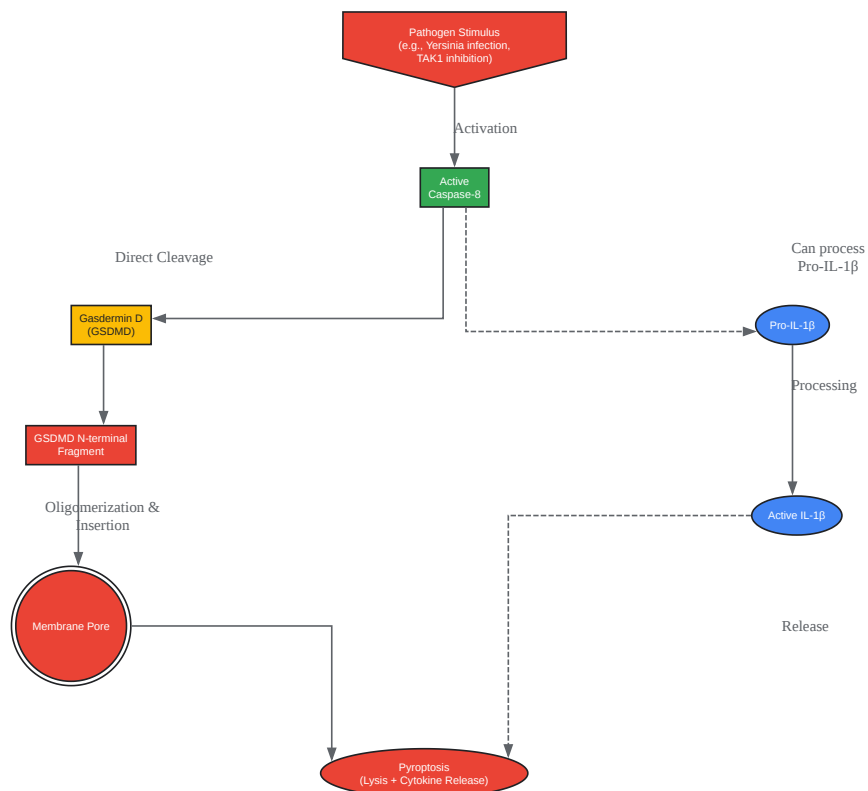 Pathogen Stimulus
(e.g., Yersinia infection,
TAK1 inhibition)
Activation
Active
Caspase-8
Direct Cleavage
Can process
Pro-IL-1β
Gasdermin D
(GSDMD)
Pro-IL-1β
Processing
GSDMD N-terminal
Fragment
Oligomerization &
Insertion
Active IL-1β
Membrane Pore
Release
Pyroptosis
(Lysis + Cytokine Release)